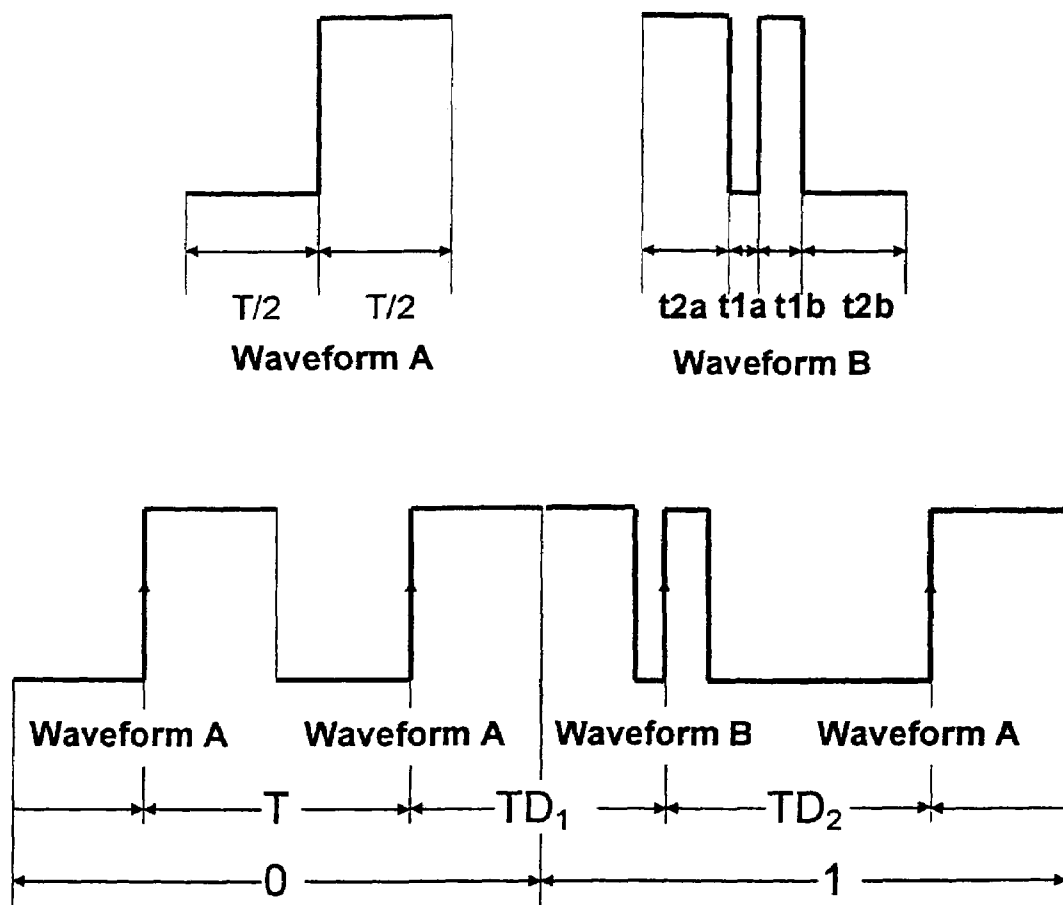 T/2 T/2
Waveform A
t2a t1a t1b t2b
Waveform B
Waveform A Waveform A Waveform B Waveform A
T TD₁ TD₂
0 1